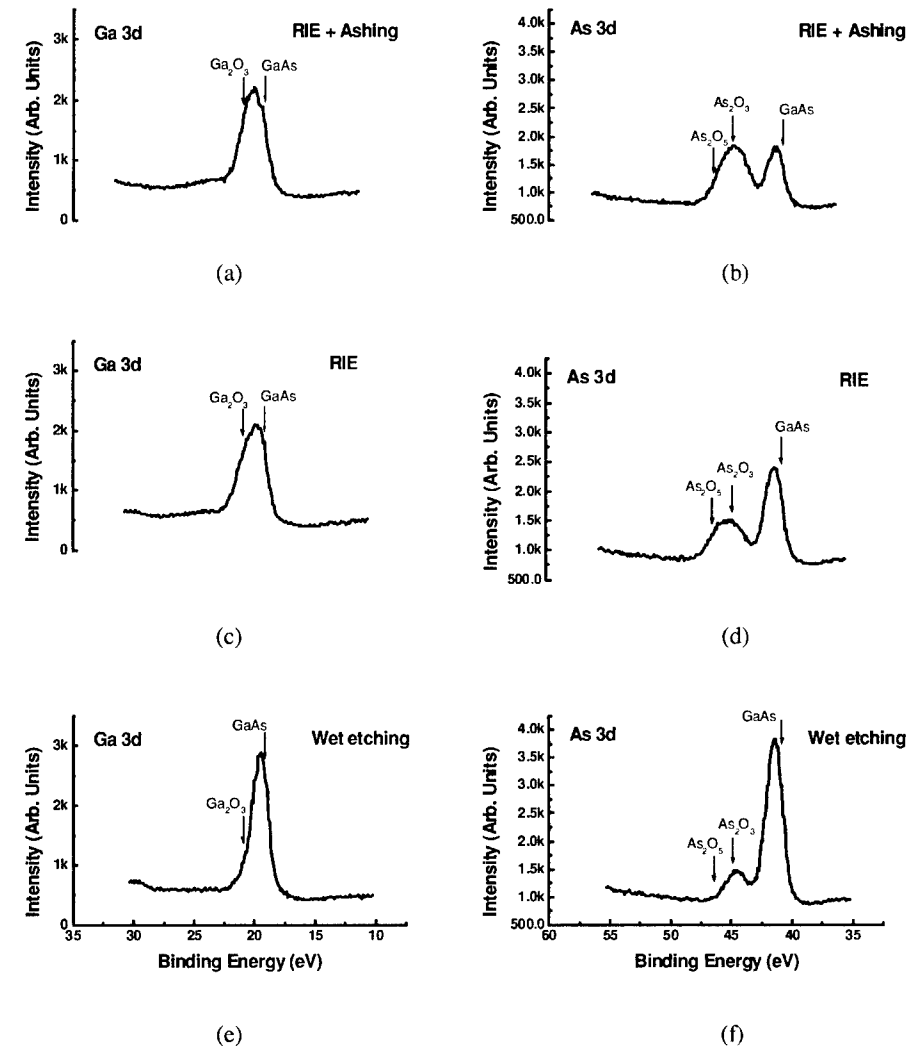 Ga 3d RIE + Ashing
Ga2O3 GaAs
Intensity (Arb. Units)
3k
2k
1k
0
(a)
As 3d RIE + Ashing
As2O3
GaAs
As2O5
Intensity (Arb. Units)
4.0k
3.5k
3.0k
2.5k
2.0k
1.5k
1.0k
500.0
(b)
Ga 3d RIE
Ga2O3 GaAs
Intensity (Arb. Units)
3k
2k
1k
0
(c)
As 3d RIE
GaAs
As2O3
As2O5
Intensity (Arb. Units)
4.0k
3.5k
3.0k
2.5k
2.0k
1.5k
1.0k
500.0
(d)
Ga 3d GaAs Wet etching
Ga2O3
Intensity (Arb. Units)
3k
2k
1k
0
35 30 25 20 15 10
Binding Energy (eV)
(e)
As 3d GaAs Wet etching
As2O3
As2O5
Intensity (Arb. Units)
4.0k
3.5k
3.0k
2.5k
2.0k
1.5k
1.0k
500.0
60 55 50 45 40 35
Binding Energy (eV)
(f)